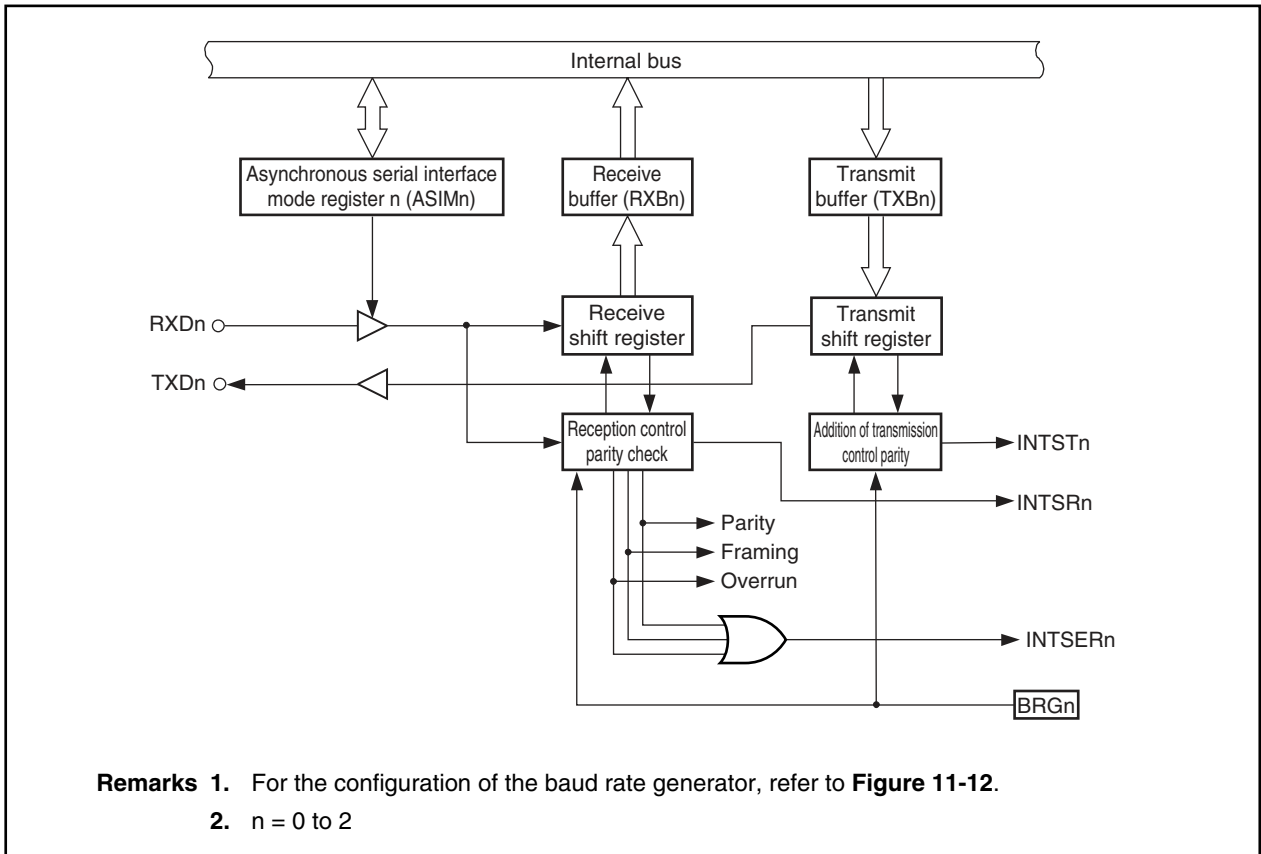 Internal bus
Asynchronous serial interface
mode register n (ASIMn)
Receive
buffer (RXBn)
Transmit
buffer (TXBn)
RXDn
Receive
shift register
Transmit
shift register
TXDn
Reception control
parity check
Addition of transmission
control parity
INTSTn
INTSRn
Parity
Framing
Overrun
INTSERn
BRGn
Remarks 1. For the configuration of the baud rate generator, refer to Figure 11-12.
2. n = 0 to 2